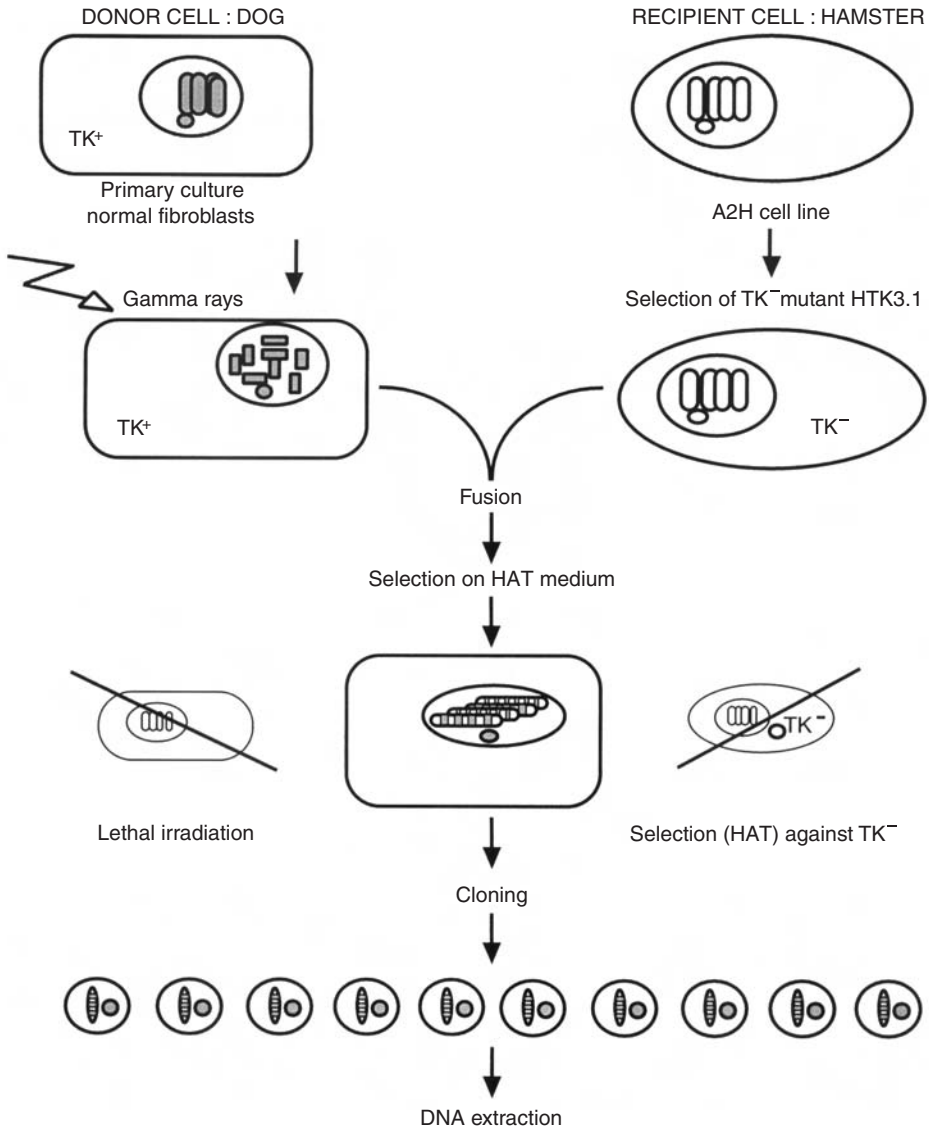 DONOR CELL : DOG
RECIPIENT CELL : HAMSTER
TK+
Primary culture
normal fibroblasts
A2H cell line
Gamma rays
Selection of TK− mutant HTK3.1
TK+
TK−
Fusion
Selection on HAT medium
TK−
Lethal irradiation
Selection (HAT) against TK−
Cloning
DNA extraction